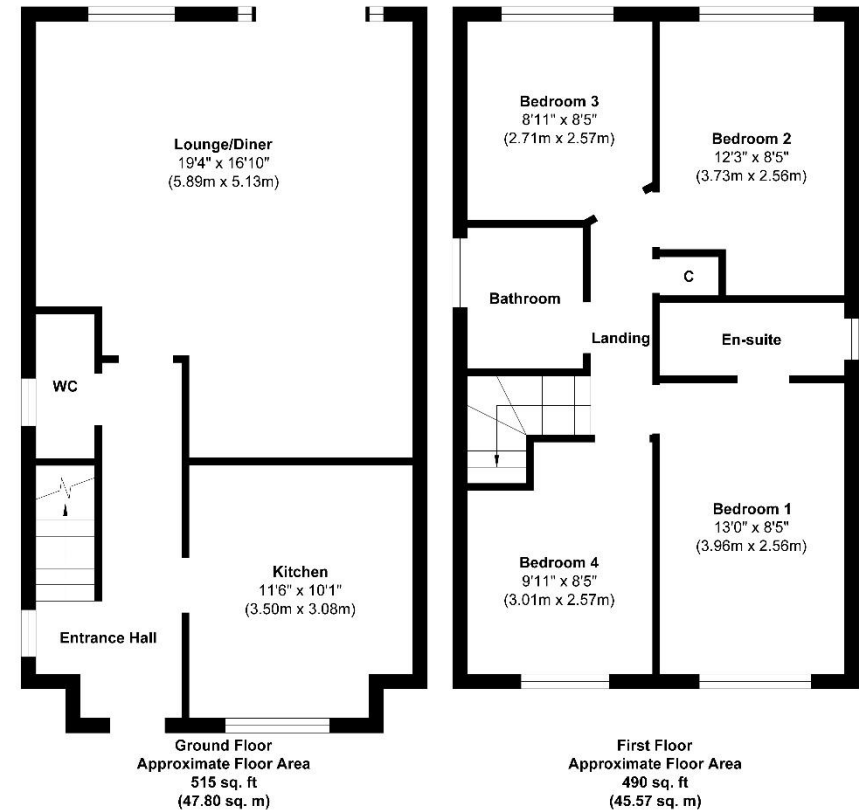 Lounge/Diner
19'4" x 16'10"
(5.89m x 5.13m)
WC
Kitchen
11'6" x 10'1"
(3.50m x 3.08m)
Entrance Hall
Ground Floor
Approximate Floor Area
515 sq. ft
(47.80 sq. m)
Bedroom 3
8'11" x 8'5"
(2.71m x 2.57m)
Bedroom 2
12'3" x 8'5"
(3.73m x 2.56m)
C
Bathroom
Landing
En-suite
Bedroom 1
13'0" x 8'5"
(3.96m x 2.56m)
Bedroom 4
9'11" x 8'5"
(3.01m x 2.57m)
First Floor
Approximate Floor Area
490 sq. ft
(45.57 sq. m)